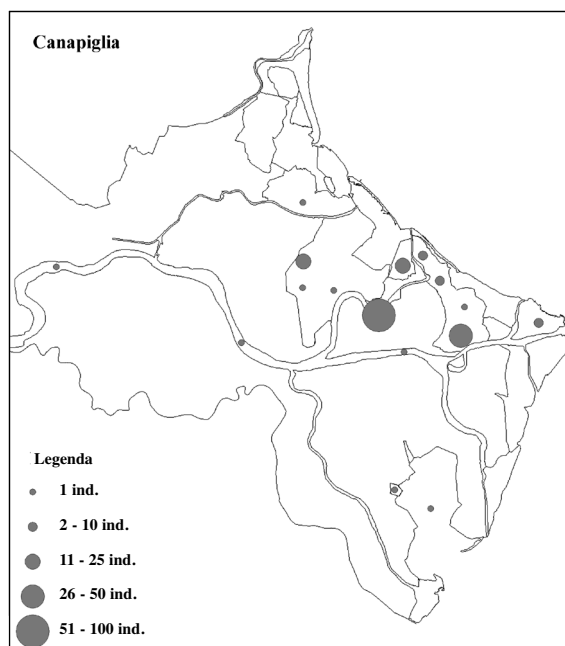 Canapiglia
Legenda
1 ind.
2 - 10 ind.
11 - 25 ind.
26 - 50 ind.
51 - 100 ind.